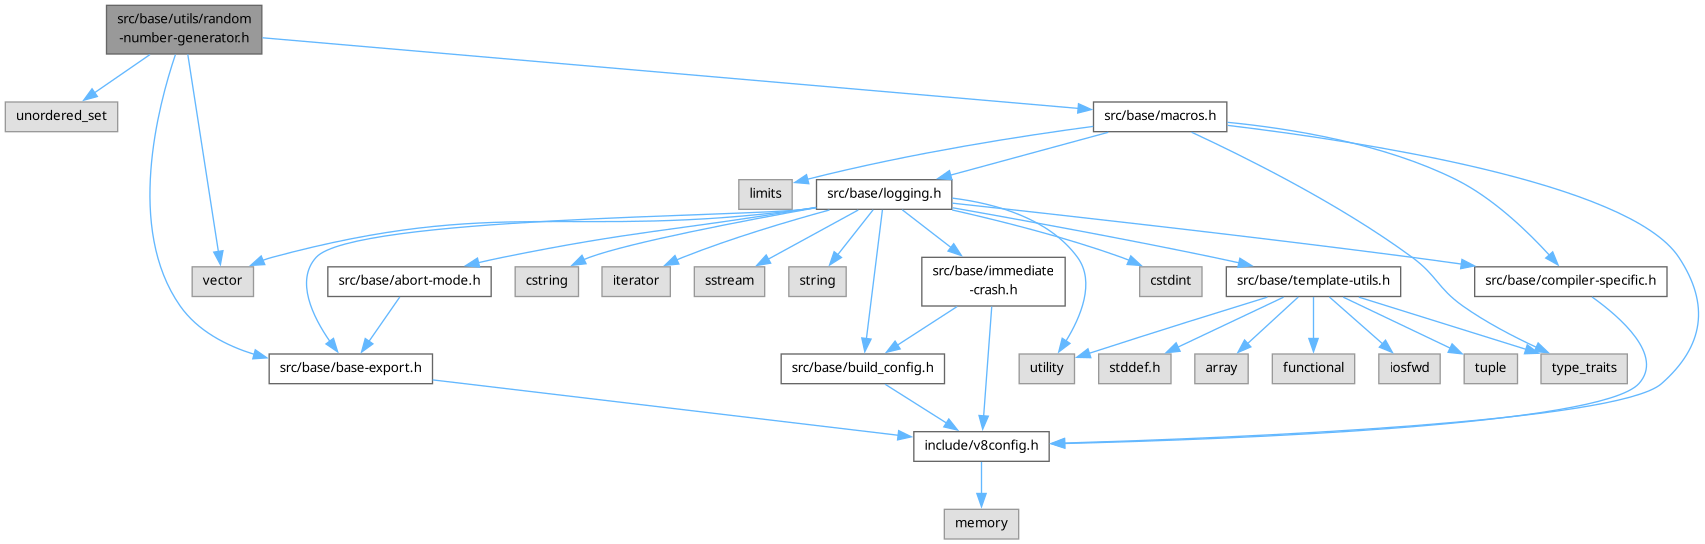 src/base/utils/random
-number-generator.h
unordered_set
src/base/macros.h
limits
src/base/logging.h
vector
src/base/abort-mode.h
cstring
iterator
sstream
string
src/base/immediate
-crash.h
cstdint
src/base/template-utils.h
src/base/compiler-specific.h
src/base/base-export.h
src/base/build_config.h
utility
stddef.h
array
functional
iosfwd
tuple
type_traits
include/v8config.h
memory